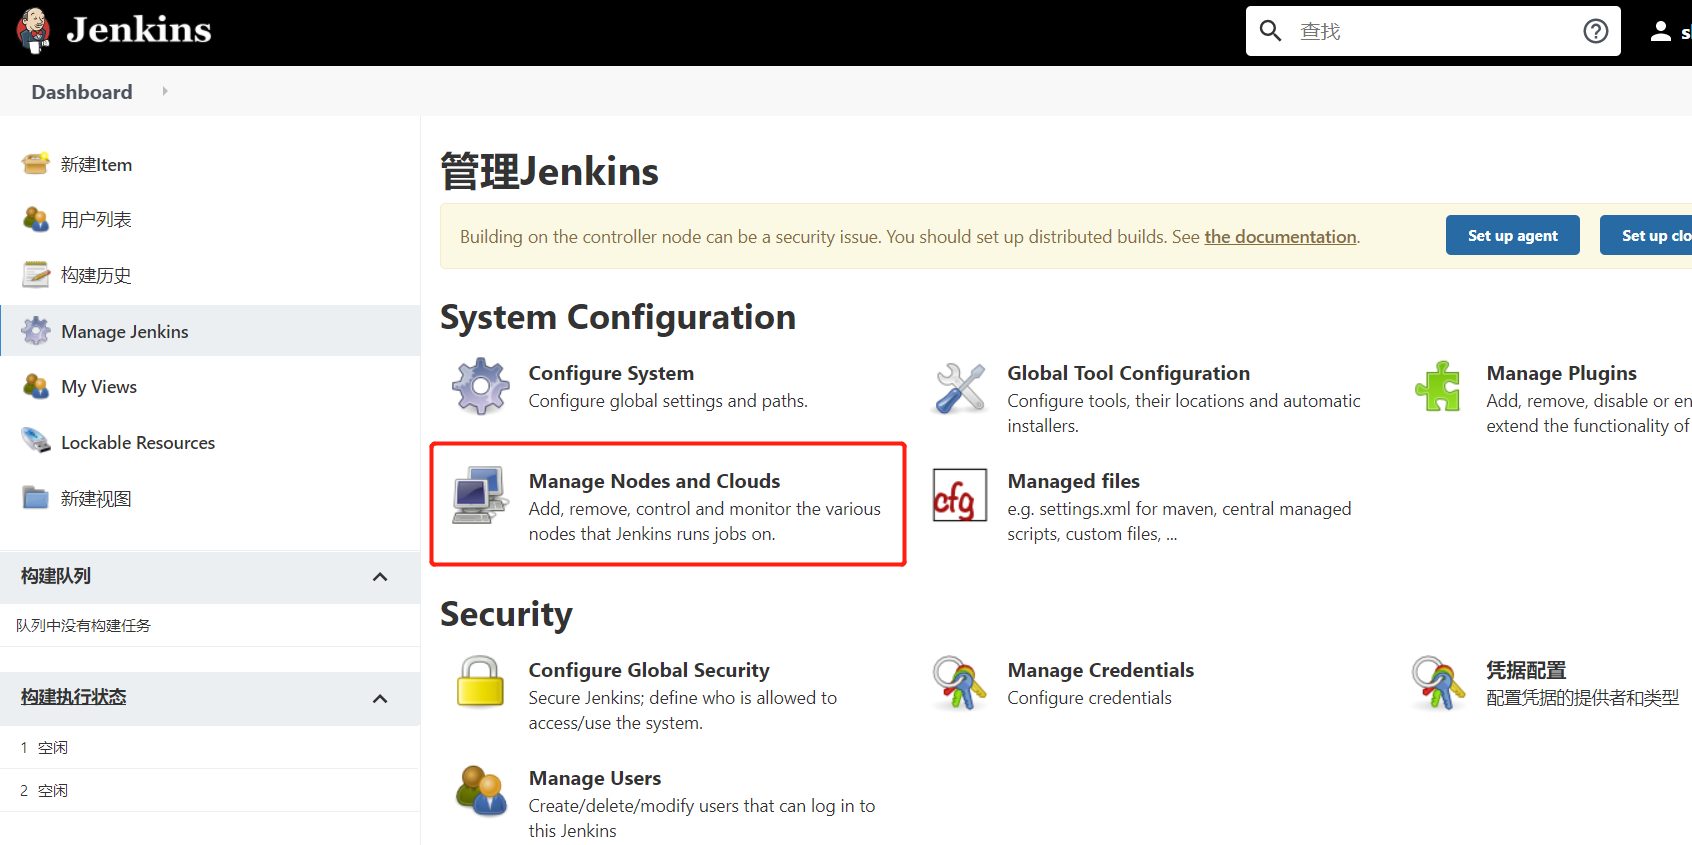 Jenkins
查找
Dashboard
新建Item
用户列表
构建历史
Manage Jenkins
My Views
Lockable Resources
新建视图
构建队列
队列中没有构建任务
构建执行状态
1 空闲
2 空闲
管理Jenkins
Building on the controller node can be a security issue. You should set up distributed builds. See the documentation.
Set up agent
Set up clo
System Configuration
Configure System
Configure global settings and paths.
Global Tool Configuration
Configure tools, their locations and automatic
installers.
Manage Plugins
Add, remove, disable or en
extend the functionality of
Manage Nodes and Clouds
Add, remove, control and monitor the various
nodes that Jenkins runs jobs on.
cfg
Managed files
e.g. settings.xml for maven, central managed
scripts, custom files, ...
Security
Configure Global Security
Secure Jenkins; define who is allowed to
access/use the system.
Manage Credentials
Configure credentials
凭据配置
配置凭据的提供者和类型
Manage Users
Create/delete/modify users that can log in to
this Jenkins